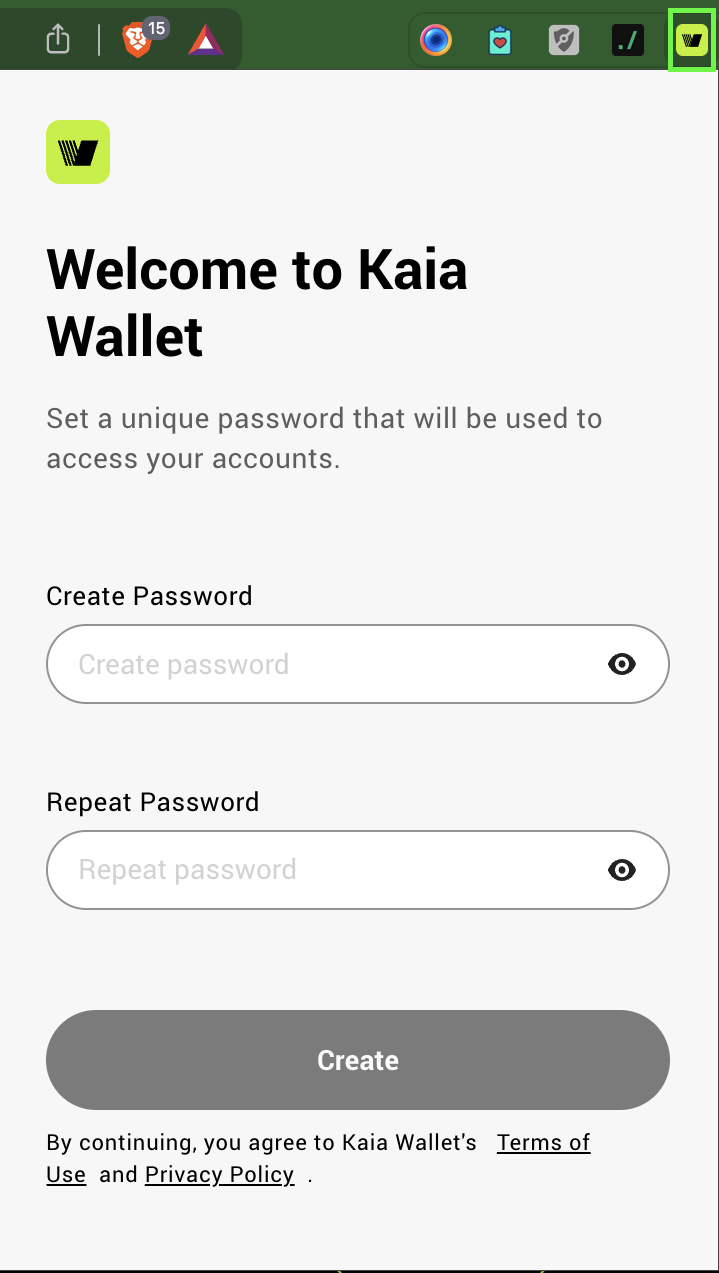 15
./
Welcome to Kaia
Wallet
Set a unique password that will be used to
access your accounts.
Create Password
Create password
Repeat Password
Repeat password
Create
By continuing, you agree to Kaia Wallet's Terms of
Use and Privacy Policy .